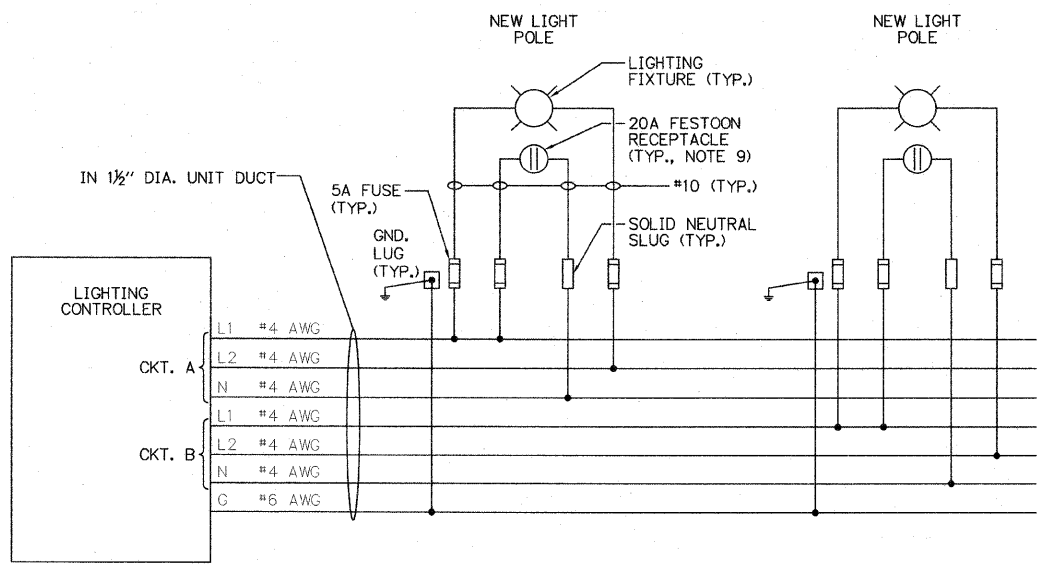 NEW LIGHT
POLE
NEW LIGHT
POLE
LIGHTING
FIXTURE (TYP.)
20A FESTOON
RECEPTACLE
(TYP., NOTE 9)
IN 1½" DIA. UNIT DUCT
5A FUSE
(TYP.)
#10 (TYP.)
SOLID NEUTRAL
SLUG (TYP.)
GND.
LUG
(TYP.)
LIGHTING
CONTROLLER
CKT. A
L1 #4 AWG
L2 #4 AWG
N #4 AWG
CKT. B
L1 #4 AWG
L2 #4 AWG
N #4 AWG
G #6 AWG